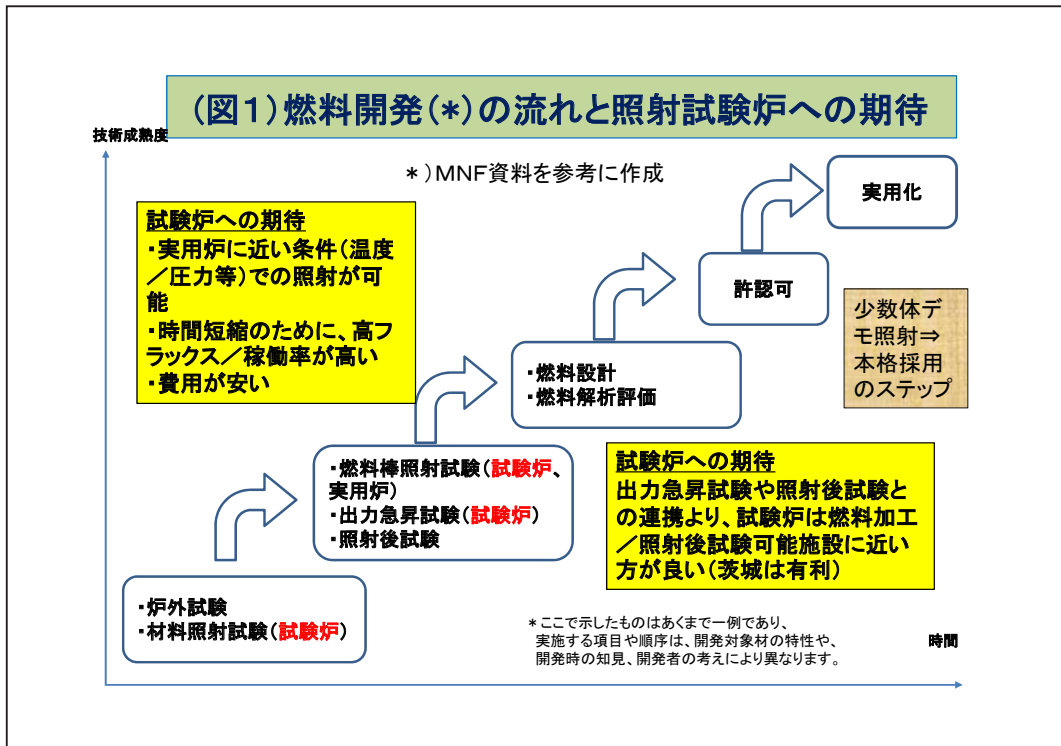 (図1)燃料開発(*)の流れと照射試験炉への期待
技術成熟度
*)MNF資料を参考に作成
実用化
試験炉への期待
・実用炉に近い条件(温度
/圧力等)での照射が可
能
・時間短縮のために、高フ
ラックス/稼働率が高い
・費用が安い
許認可
少数体デ
モ照射⇒
本格採用
のステップ
・燃料設計
・燃料解析評価
・燃料棒照射試験(試験炉、
実用炉)
・出力急昇試験(試験炉)
・照射後試験
試験炉への期待
出力急昇試験や照射後試験と
の連携より、試験炉は燃料加工
/照射後試験可能施設に近い
方が良い(茨城は有利)
・炉外試験
・材料照射試験(試験炉)
*ここで示したものはあくまで一例であり、
実施する項目や順序は、開発対象材の特性や、
開発時の知見、開発者の考えにより異なります。
時間